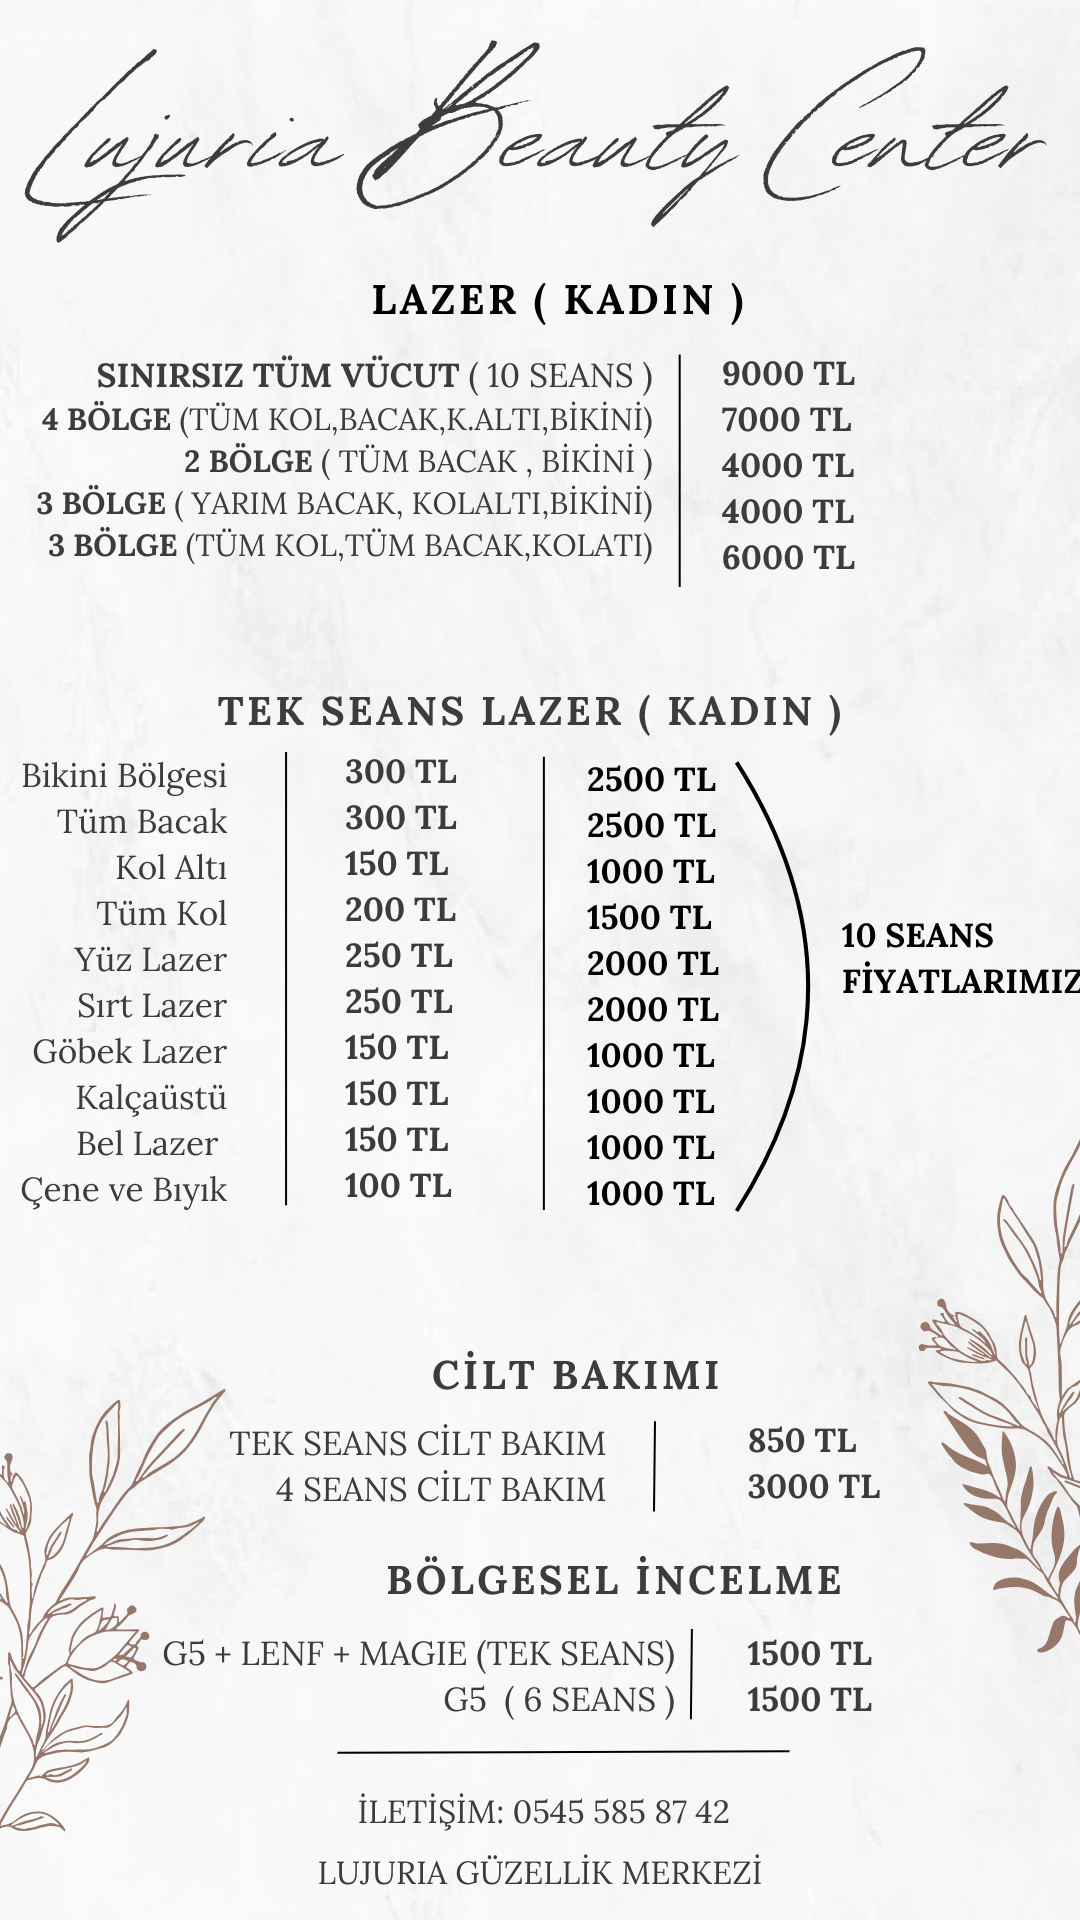 Lujuria Beauty Center
LAZER ( KADIN )
SINIRSIZ TÜM VÜCUT ( 10 SEANS ) 9000 TL
4 BÖLGE (TÜM KOL,BACAK,K.ALTI,BİKİNİ) 7000 TL
2 BÖLGE ( TÜM BACAK , BİKİNİ ) 4000 TL
3 BÖLGE ( YARIM BACAK, KOLALTI,BİKİNİ) 4000 TL
3 BÖLGE (TÜM KOL,TÜM BACAK,KOLATI) 6000 TL
TEK SEANS LAZER ( KADIN )
Bikini Bölgesi 300 TL 2500 TL
Tüm Bacak 300 TL 2500 TL
Kol Altı 150 TL 1000 TL
Tüm Kol 200 TL 1500 TL
Yüz Lazer 250 TL 2000 TL
Sırt Lazer 250 TL 2000 TL
Göbek Lazer 150 TL 1000 TL
Kalçaüstü 150 TL 1000 TL
Bel Lazer 150 TL 1000 TL
Çene ve Bıyık 100 TL 1000 TL
10 SEANS
FİYATLARIMIZ
CİLT BAKIMI
TEK SEANS CİLT BAKIM 850 TL
4 SEANS CİLT BAKIM 3000 TL
BÖLGESEL İNCELME
G5 + LENF + MAGIE (TEK SEANS) 1500 TL
G5 ( 6 SEANS ) 1500 TL
İLETİŞİM: 0545 585 87 42
LUJURIA GÜZELLİK MERKEZİ